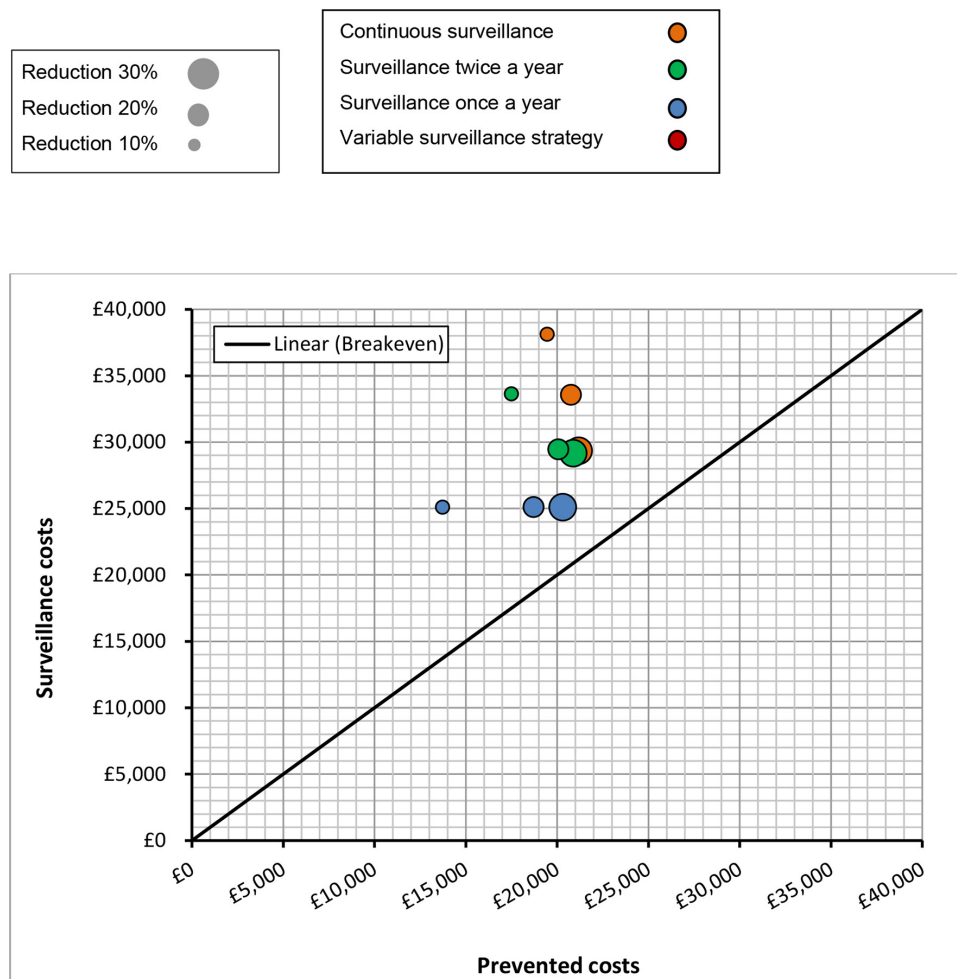 Reduction 30%
Reduction 20%
Reduction 10%
Continuous surveillance
Surveillance twice a year
Surveillance once a year
Variable surveillance strategy
£40,000
£35,000
£30,000
£25,000
£20,000
£15,000
£10,000
£5,000
£0
Linear (Breakeven)
Surveillance costs
£0
£5,000
£10,000
£15,000
£20,000
£25,000
£30,000
£35,000
£40,000
Prevented costs